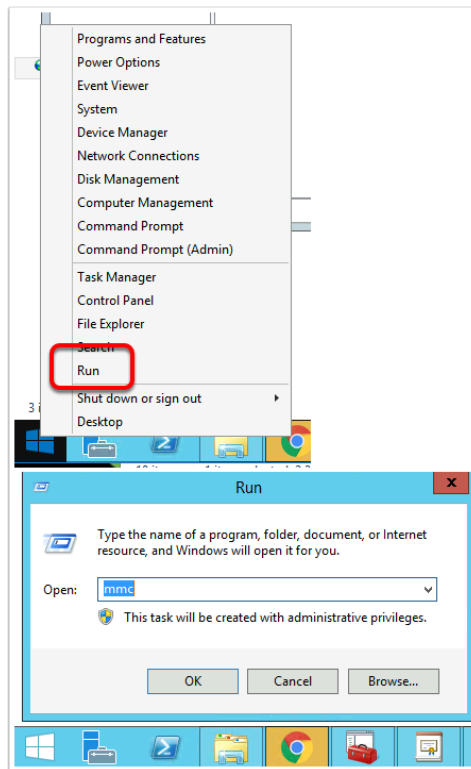 Programs and Features
Power Options
Event Viewer
System
Device Manager
Network Connections
Disk Management
Computer Management
Command Prompt
Command Prompt (Admin)
Task Manager
Control Panel
File Explorer
Search
Run
Shut down or sign out
Desktop
Run
x
Type the name of a program, folder, document, or Internet
resource, and Windows will open it for you.
Open:
mmc
This task will be created with administrative privileges.
OK
Cancel
Browse...